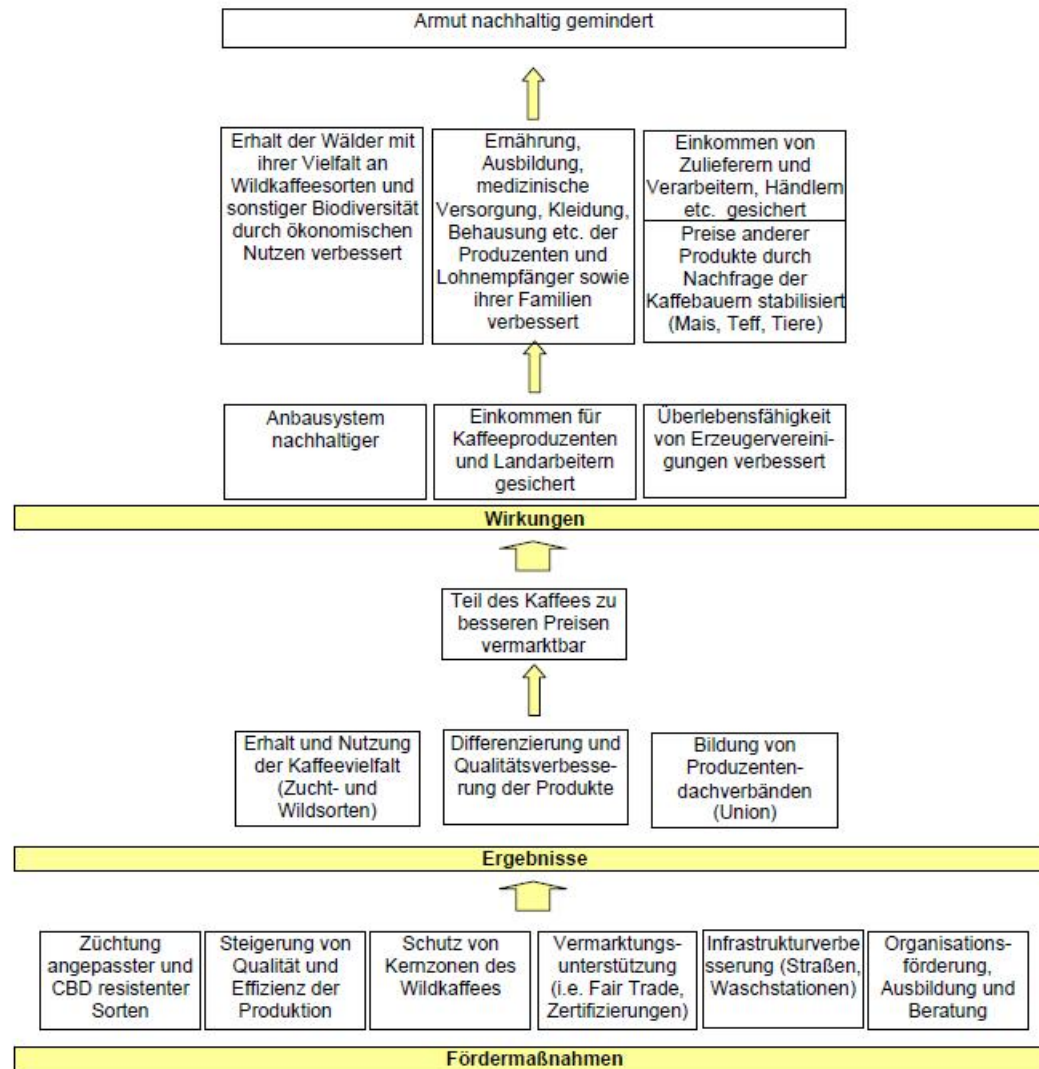 Armut nachhaltig gemindert
Erhalt der Wälder mit
ihrer Vielfalt an
Wildkaffeesorten und
sonstiger Biodiversität
durch ökonomischen
Nutzen verbessert
Ernährung,
Ausbildung,
medizinische
Versorgung, Kleidung,
Behausung etc. der
Produzenten und
Lohnempfänger sowie
ihrer Familien
verbessert
Einkommen von
Zulieferern und
Verarbeitern, Händlern
etc. gesichert
Preise anderer
Produkte durch
Nachfrage der
Kaffebauern stabilisiert
(Mais, Teff, Tiere)
Anbausystem
nachhaltiger
Einkommen für
Kaffeeproduzenten
und Landarbeitern
gesichert
Überlebensfähigkeit
von Erzeugervereini-
gungen verbessert
Wirkungen
Teil des Kaffees zu
besseren Preisen
vermarktbar
Erhalt und Nutzung
der Kaffeevielfalt
(Zucht- und
Wildsorten)
Differenzierung und
Qualitätsverbesse-
rung der Produkte
Bildung von
Produzenten-
dachverbänden
(Union)
Ergebnisse
Züchtung
angepasster und
CBD resistenter
Sorten
Steigerung von
Qualität und
Effizienz der
Produktion
Schutz von
Kernzonen des
Wildkaffees
Vermarktungs-
unterstützung
(i.e. Fair Trade,
Zertifizierungen)
Infrastrukturverbe
sserung (Straßen,
Waschstationen)
Organisations-
förderung,
Ausbildung und
Beratung
Fördermaßnahmen